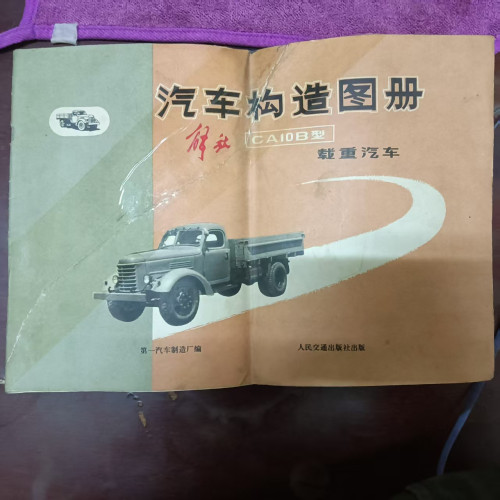 汽车构造图册
解放
CA10B型
载重汽车
第一汽车制造厂编
人民交通出版社出版